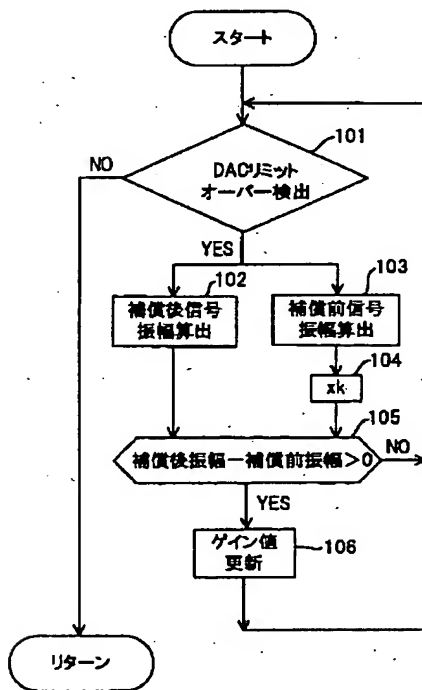 スタート
101
DACリミット
オーバー検出
NO
YES
102
補償後信号
振幅算出
103
補償前信号
振幅算出
104
xk
105
補償後振幅－補償前振幅＞0
NO
YES
ゲイン値
更新
106
リターン